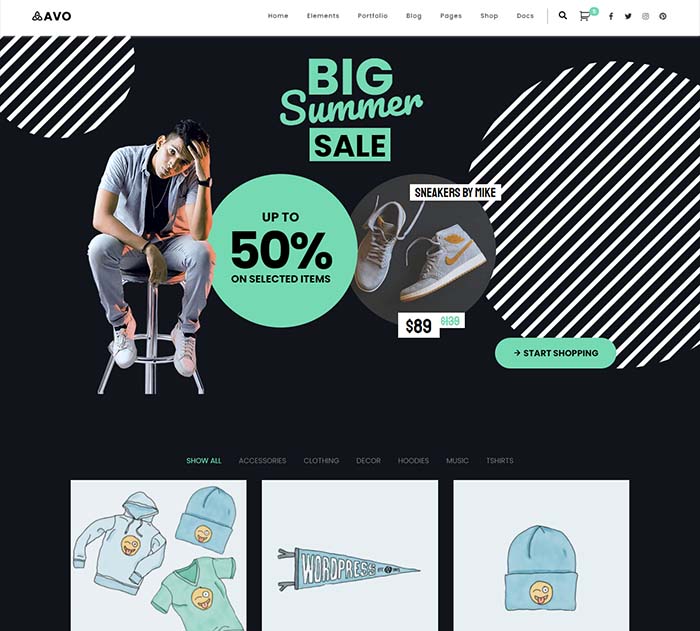 AVO
Home Elements Portfolio Blog Pages Shop Docs
BIG
Summer
SALE
SNEAKERS BY MIKE
UP TO
50%
ON SELECTED ITEMS
$89 $139
→ START SHOPPING
SHOW ALL ACCESSORIES CLOTHING DECOR HOODIES MUSIC TSHIRTS
WORDPRESS